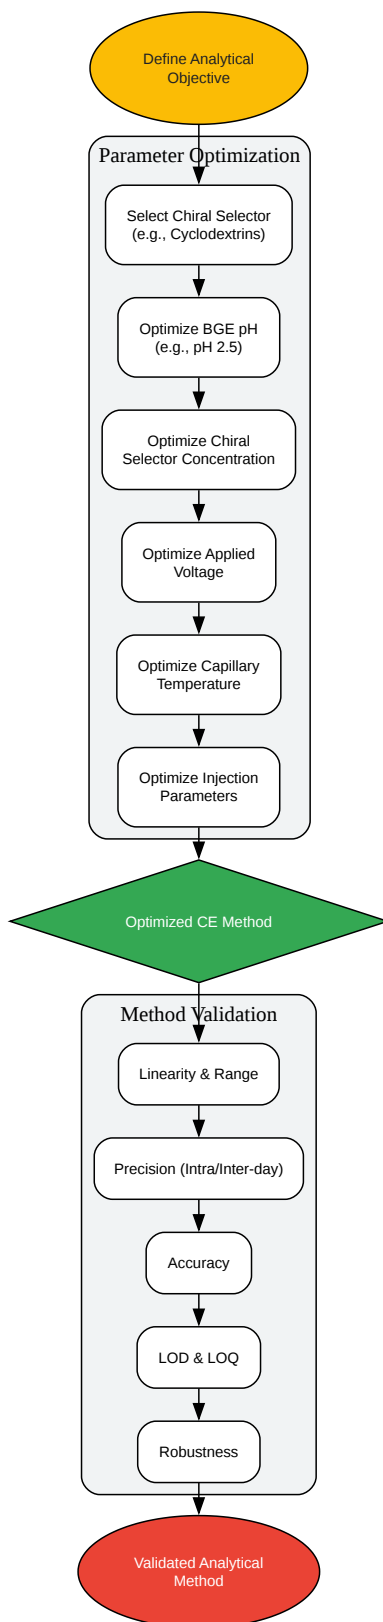 Define Analytical
Objective
Parameter Optimization
Select Chiral Selector
(e.g., Cyclodextrins)
Optimize BGE pH
(e.g., pH 2.5)
Optimize Chiral
Selector Concentration
Optimize Applied
Voltage
Optimize Capillary
Temperature
Optimize Injection
Parameters
Optimized CE Method
Method Validation
Linearity & Range
Precision (Intra/Inter-day)
Accuracy
LOD & LOQ
Robustness
Validated Analytical
Method